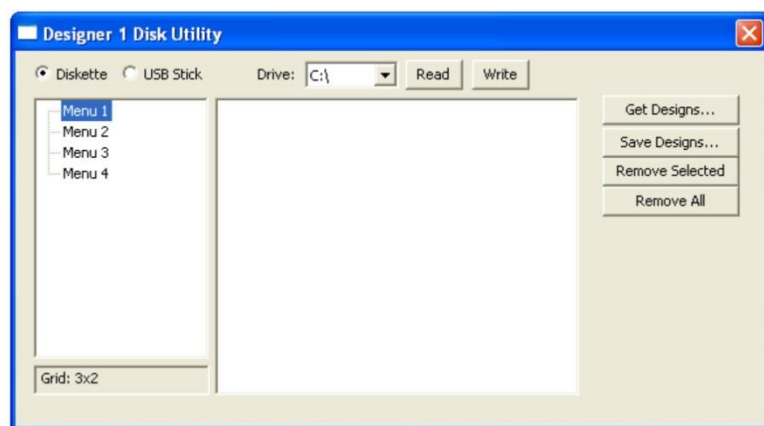 Designer 1 Disk Utility
Diskette USB Stick Drive: C:\ Read Write
Menu 1
Menu 2
Menu 3
Menu 4
Grid: 3x2
Get Designs...
Save Designs...
Remove Selected
Remove All